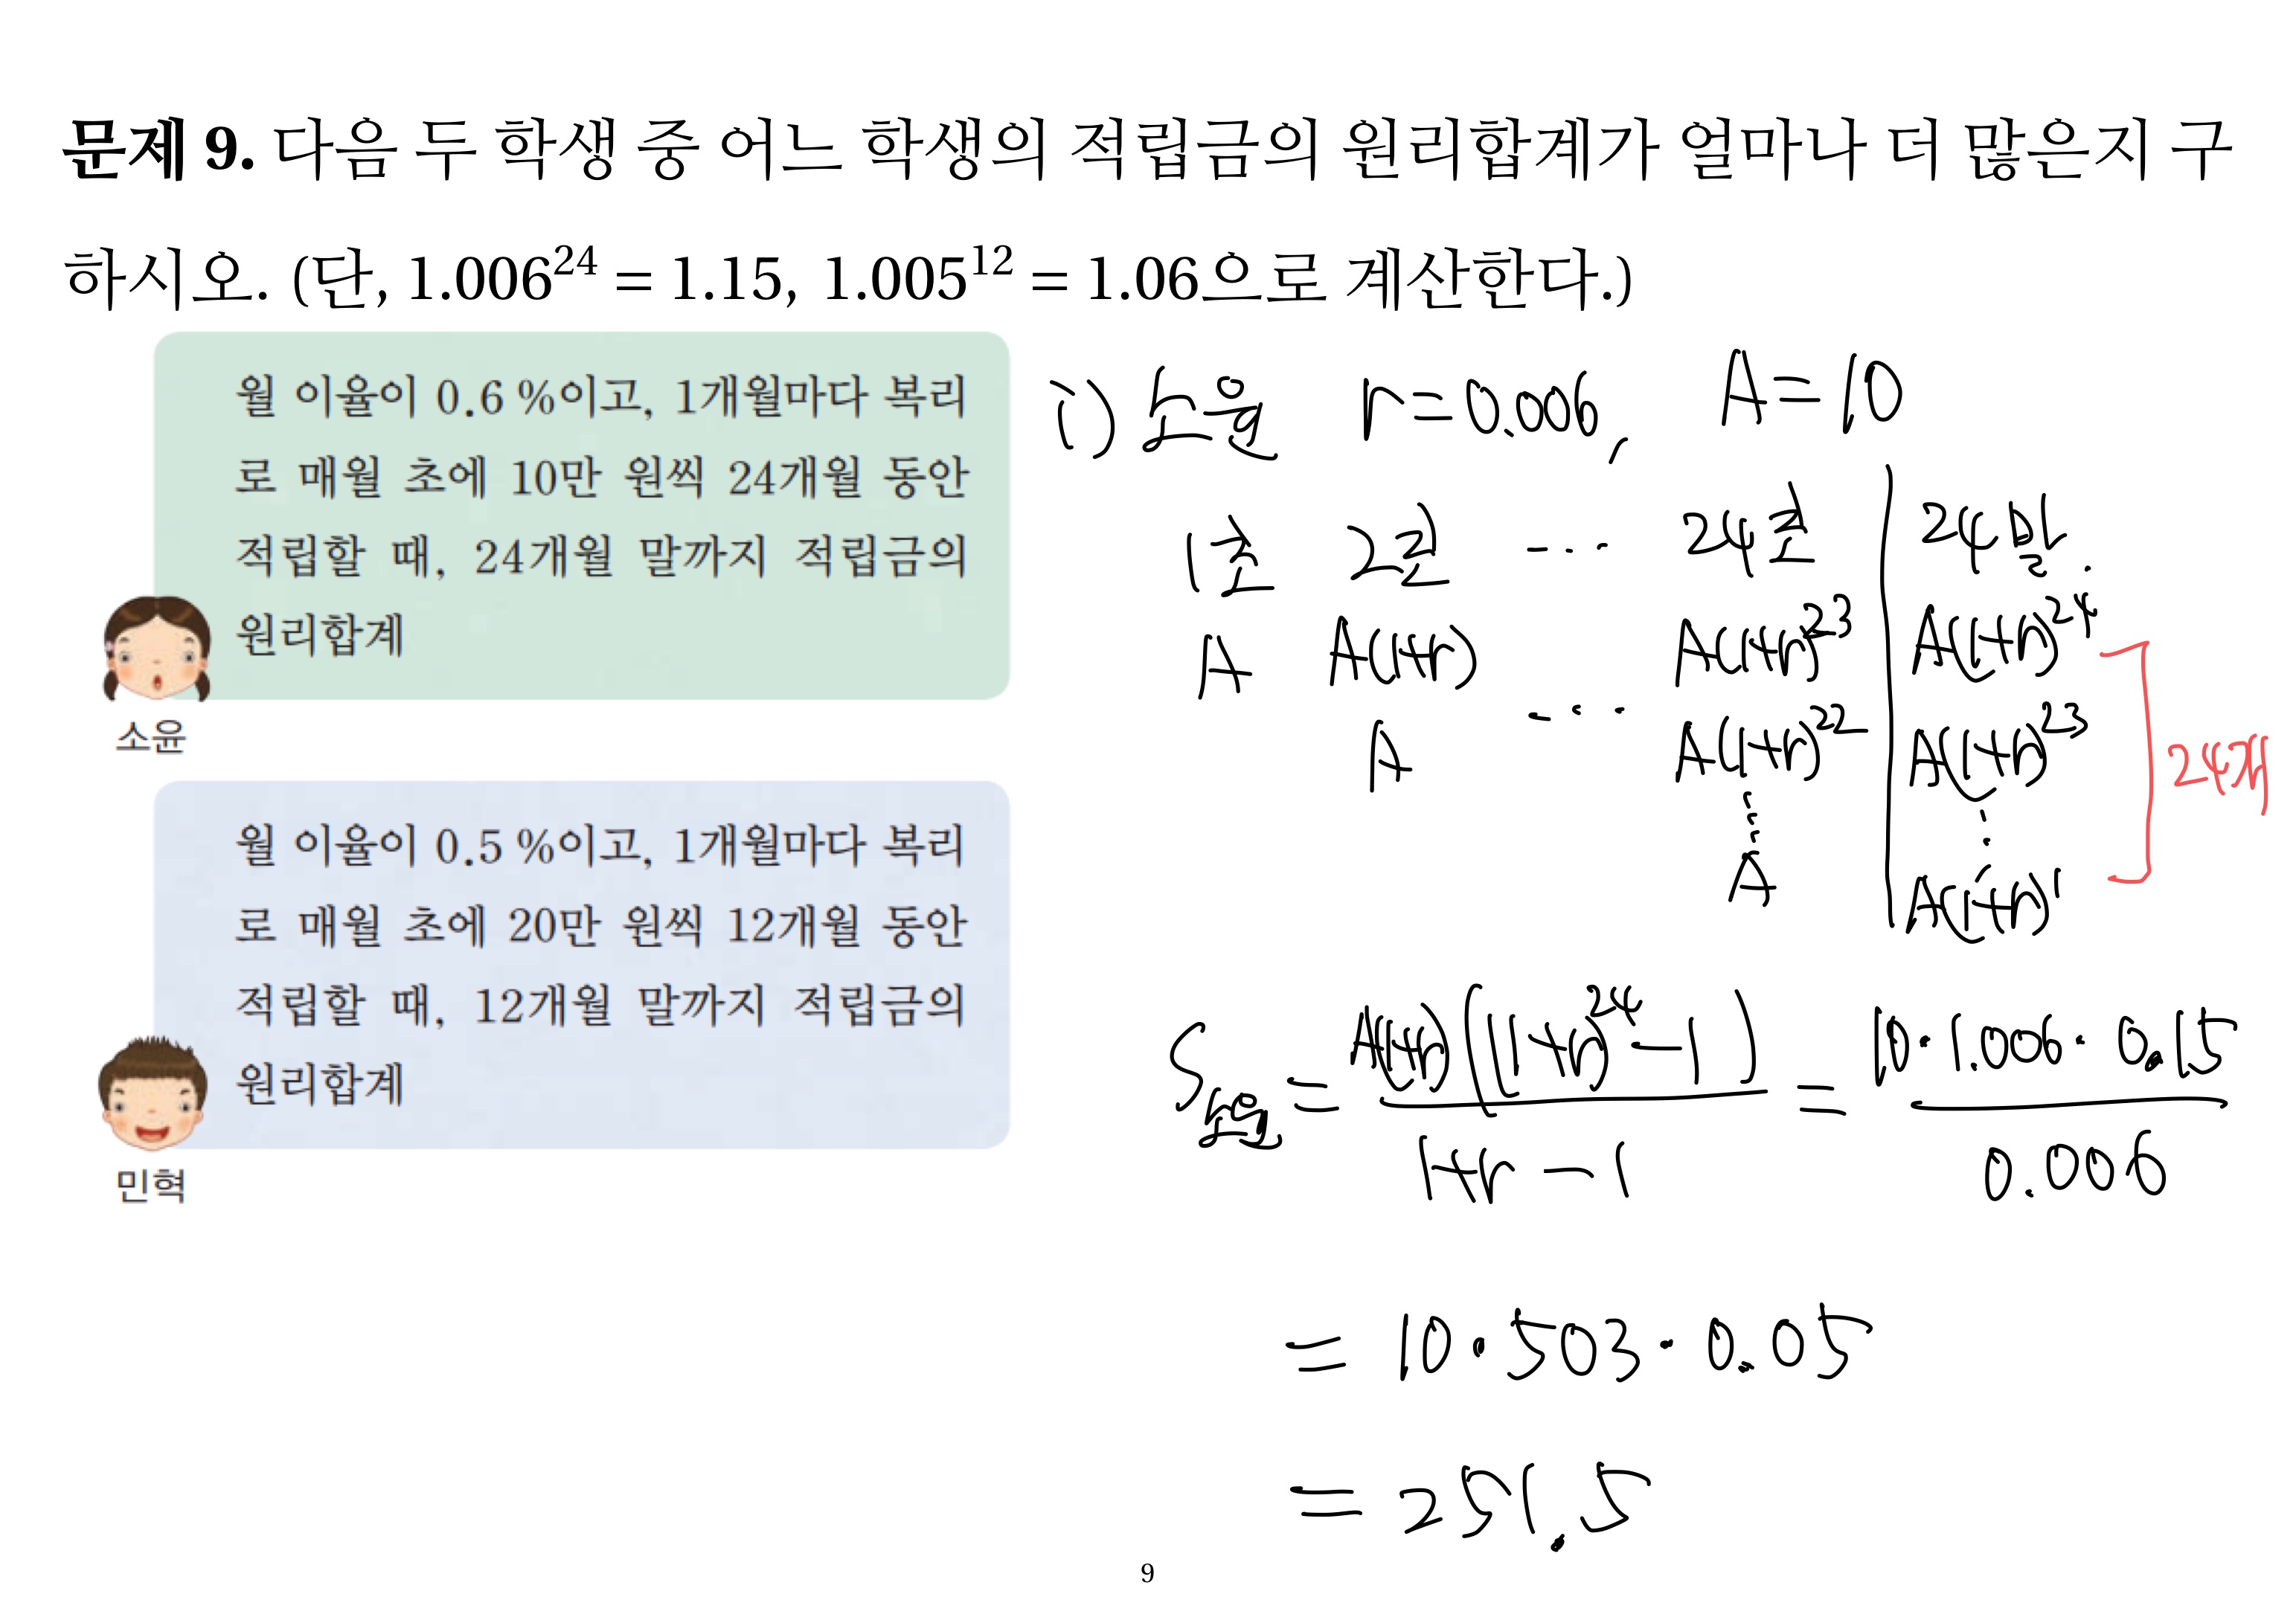 문제 9. 다음 두 학생 중 어느 학생의 적립금의 원리합계가 얼마나 더 많은지 구
하시오. (단, 1.006^24 = 1.15, 1.005^12 = 1.06으로 계산한다.)
월 이율이 0.6 %이고, 1개월마다 복리
로 매월 초에 10만 원씩 24개월 동안
적립할 때, 24개월 말까지 적립금의
원리합계
소윤
월 이율이 0.5 %이고, 1개월마다 복리
로 매월 초에 20만 원씩 12개월 동안
적립할 때, 12개월 말까지 적립금의
원리합계
민혁
i) 소윤 r=0.006, A=10
1초 2초 ... 24초 24말.
A A(1+r) A(1+r)^23 A(1+r)^24
A ... A(1+r)^22 A(1+r)^23
⋮ ⋮
A A(1+r)^1
24개
S소윤 = A(1+r)((1+r)^24-1) / (1+r-1) = 10·1.006·0.15 / 0.006
= 10·503·0.05
= 251.5
9